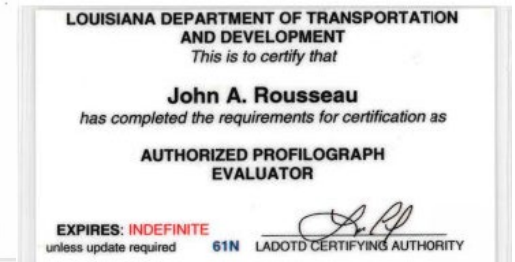 LOUISIANA DEPARTMENT OF TRANSPORTATION
AND DEVELOPMENT
This is to certify that
John A. Rousseau
has completed the requirements for certification as
AUTHORIZED PROFILOGRAPH
EVALUATOR
EXPIRES: INDEFINITE
unless update required 61N LADOTD CERTIFYING AUTHORITY